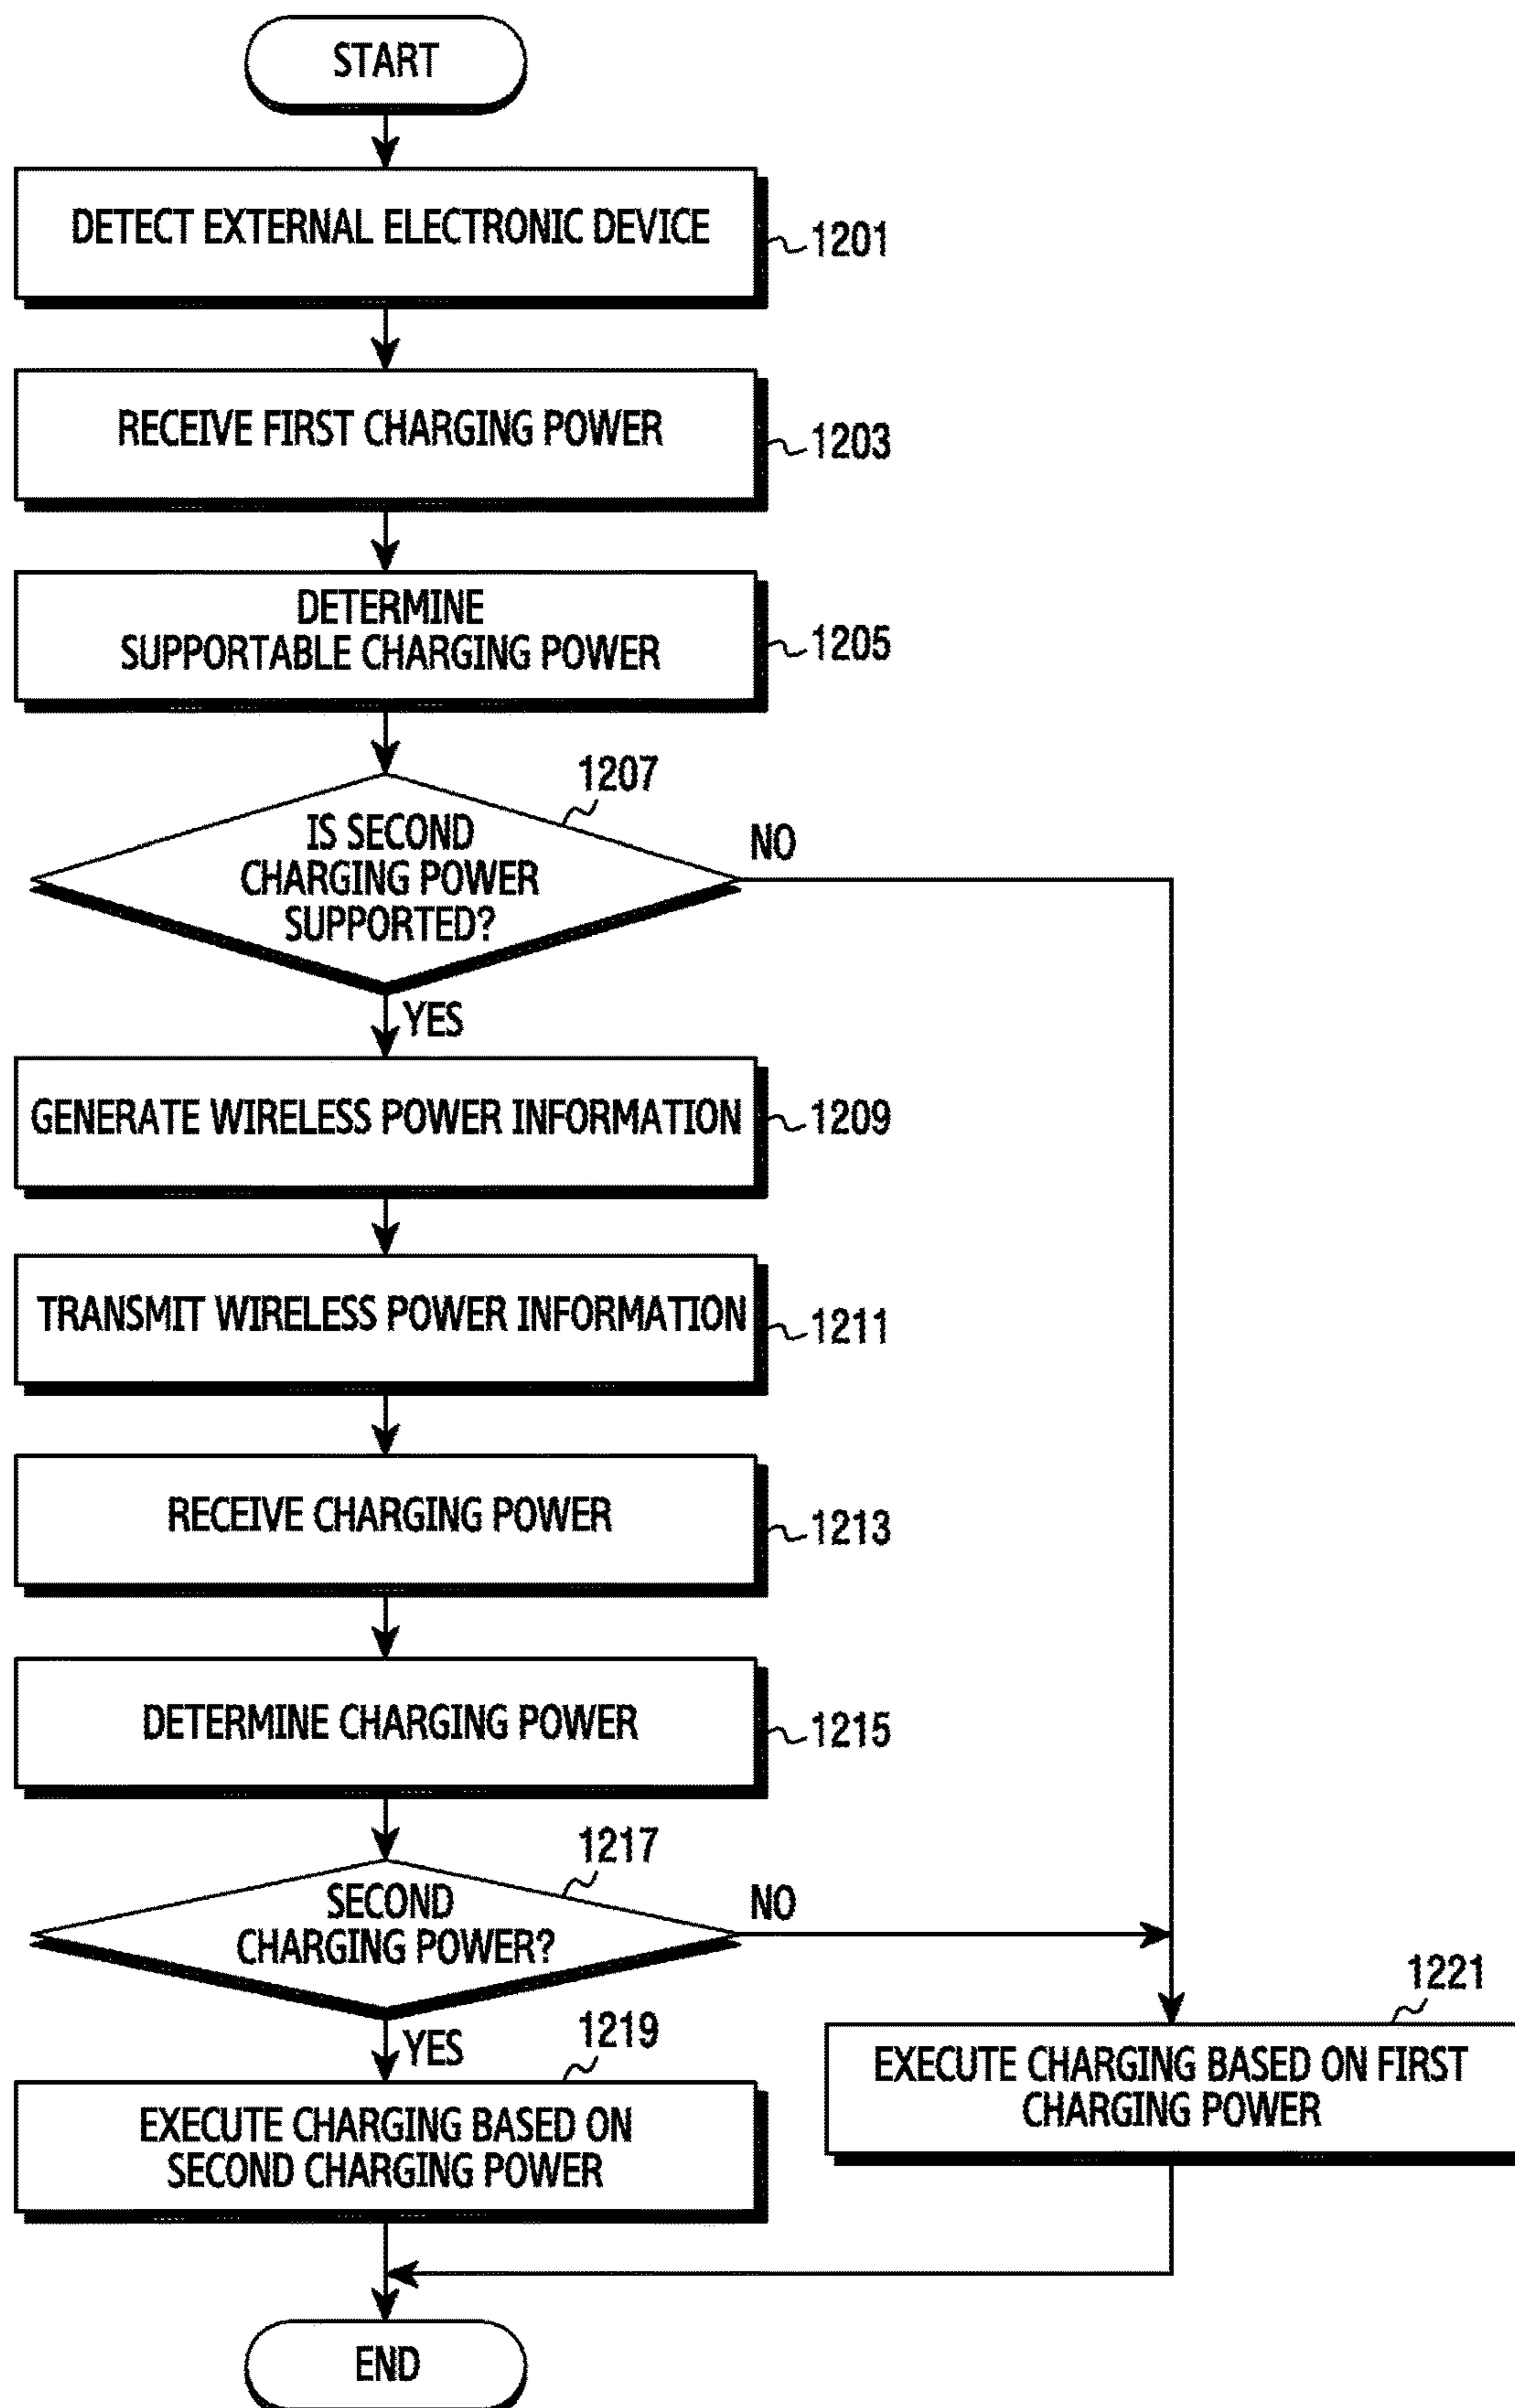 START
DETECT EXTERNAL ELECTRONIC DEVICE
1201
RECEIVE FIRST CHARGING POWER
1203
DETERMINE
SUPPORTABLE CHARGING POWER
1205
1207
IS SECOND
CHARGING POWER
SUPPORTED?
NO
YES
GENERATE WIRELESS POWER INFORMATION
1209
TRANSMIT WIRELESS POWER INFORMATION
1211
RECEIVE CHARGING POWER
1213
DETERMINE CHARGING POWER
1215
1217
SECOND
CHARGING POWER?
NO
YES
1219
EXECUTE CHARGING BASED ON
SECOND CHARGING POWER
1221
EXECUTE CHARGING BASED ON FIRST
CHARGING POWER
END